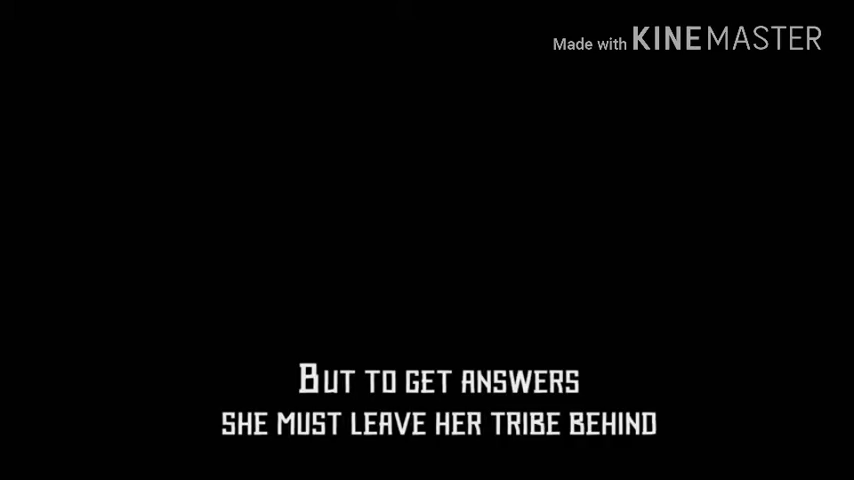 Made with KINEMASTER
BUT TO GET ANSWERS
SHE MUST LEAVE HER TRIBE BEHIND